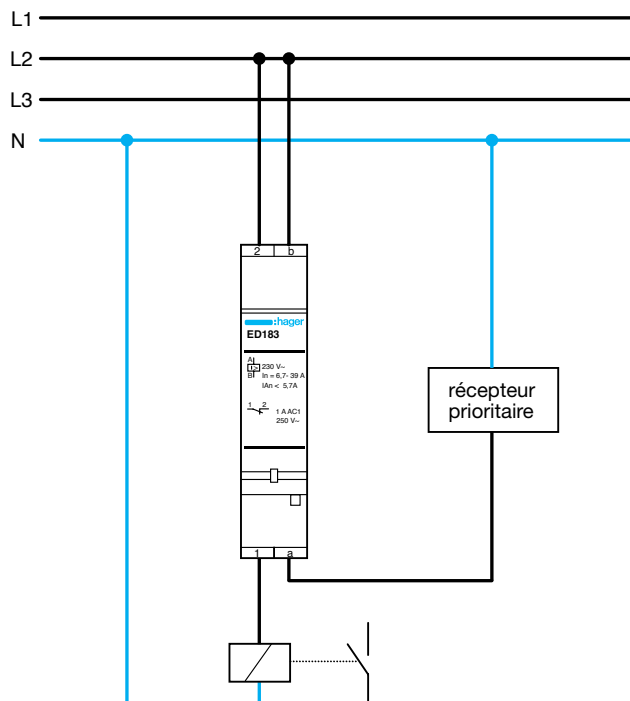 L1
L2
L3
N
2 b
:hager
ED183
A
230 V~
I>
B
In = 6,7- 39 A
IAn < 5,7A
1 2
1 A AC1
250 V~
récepteur
prioritaire
1 a